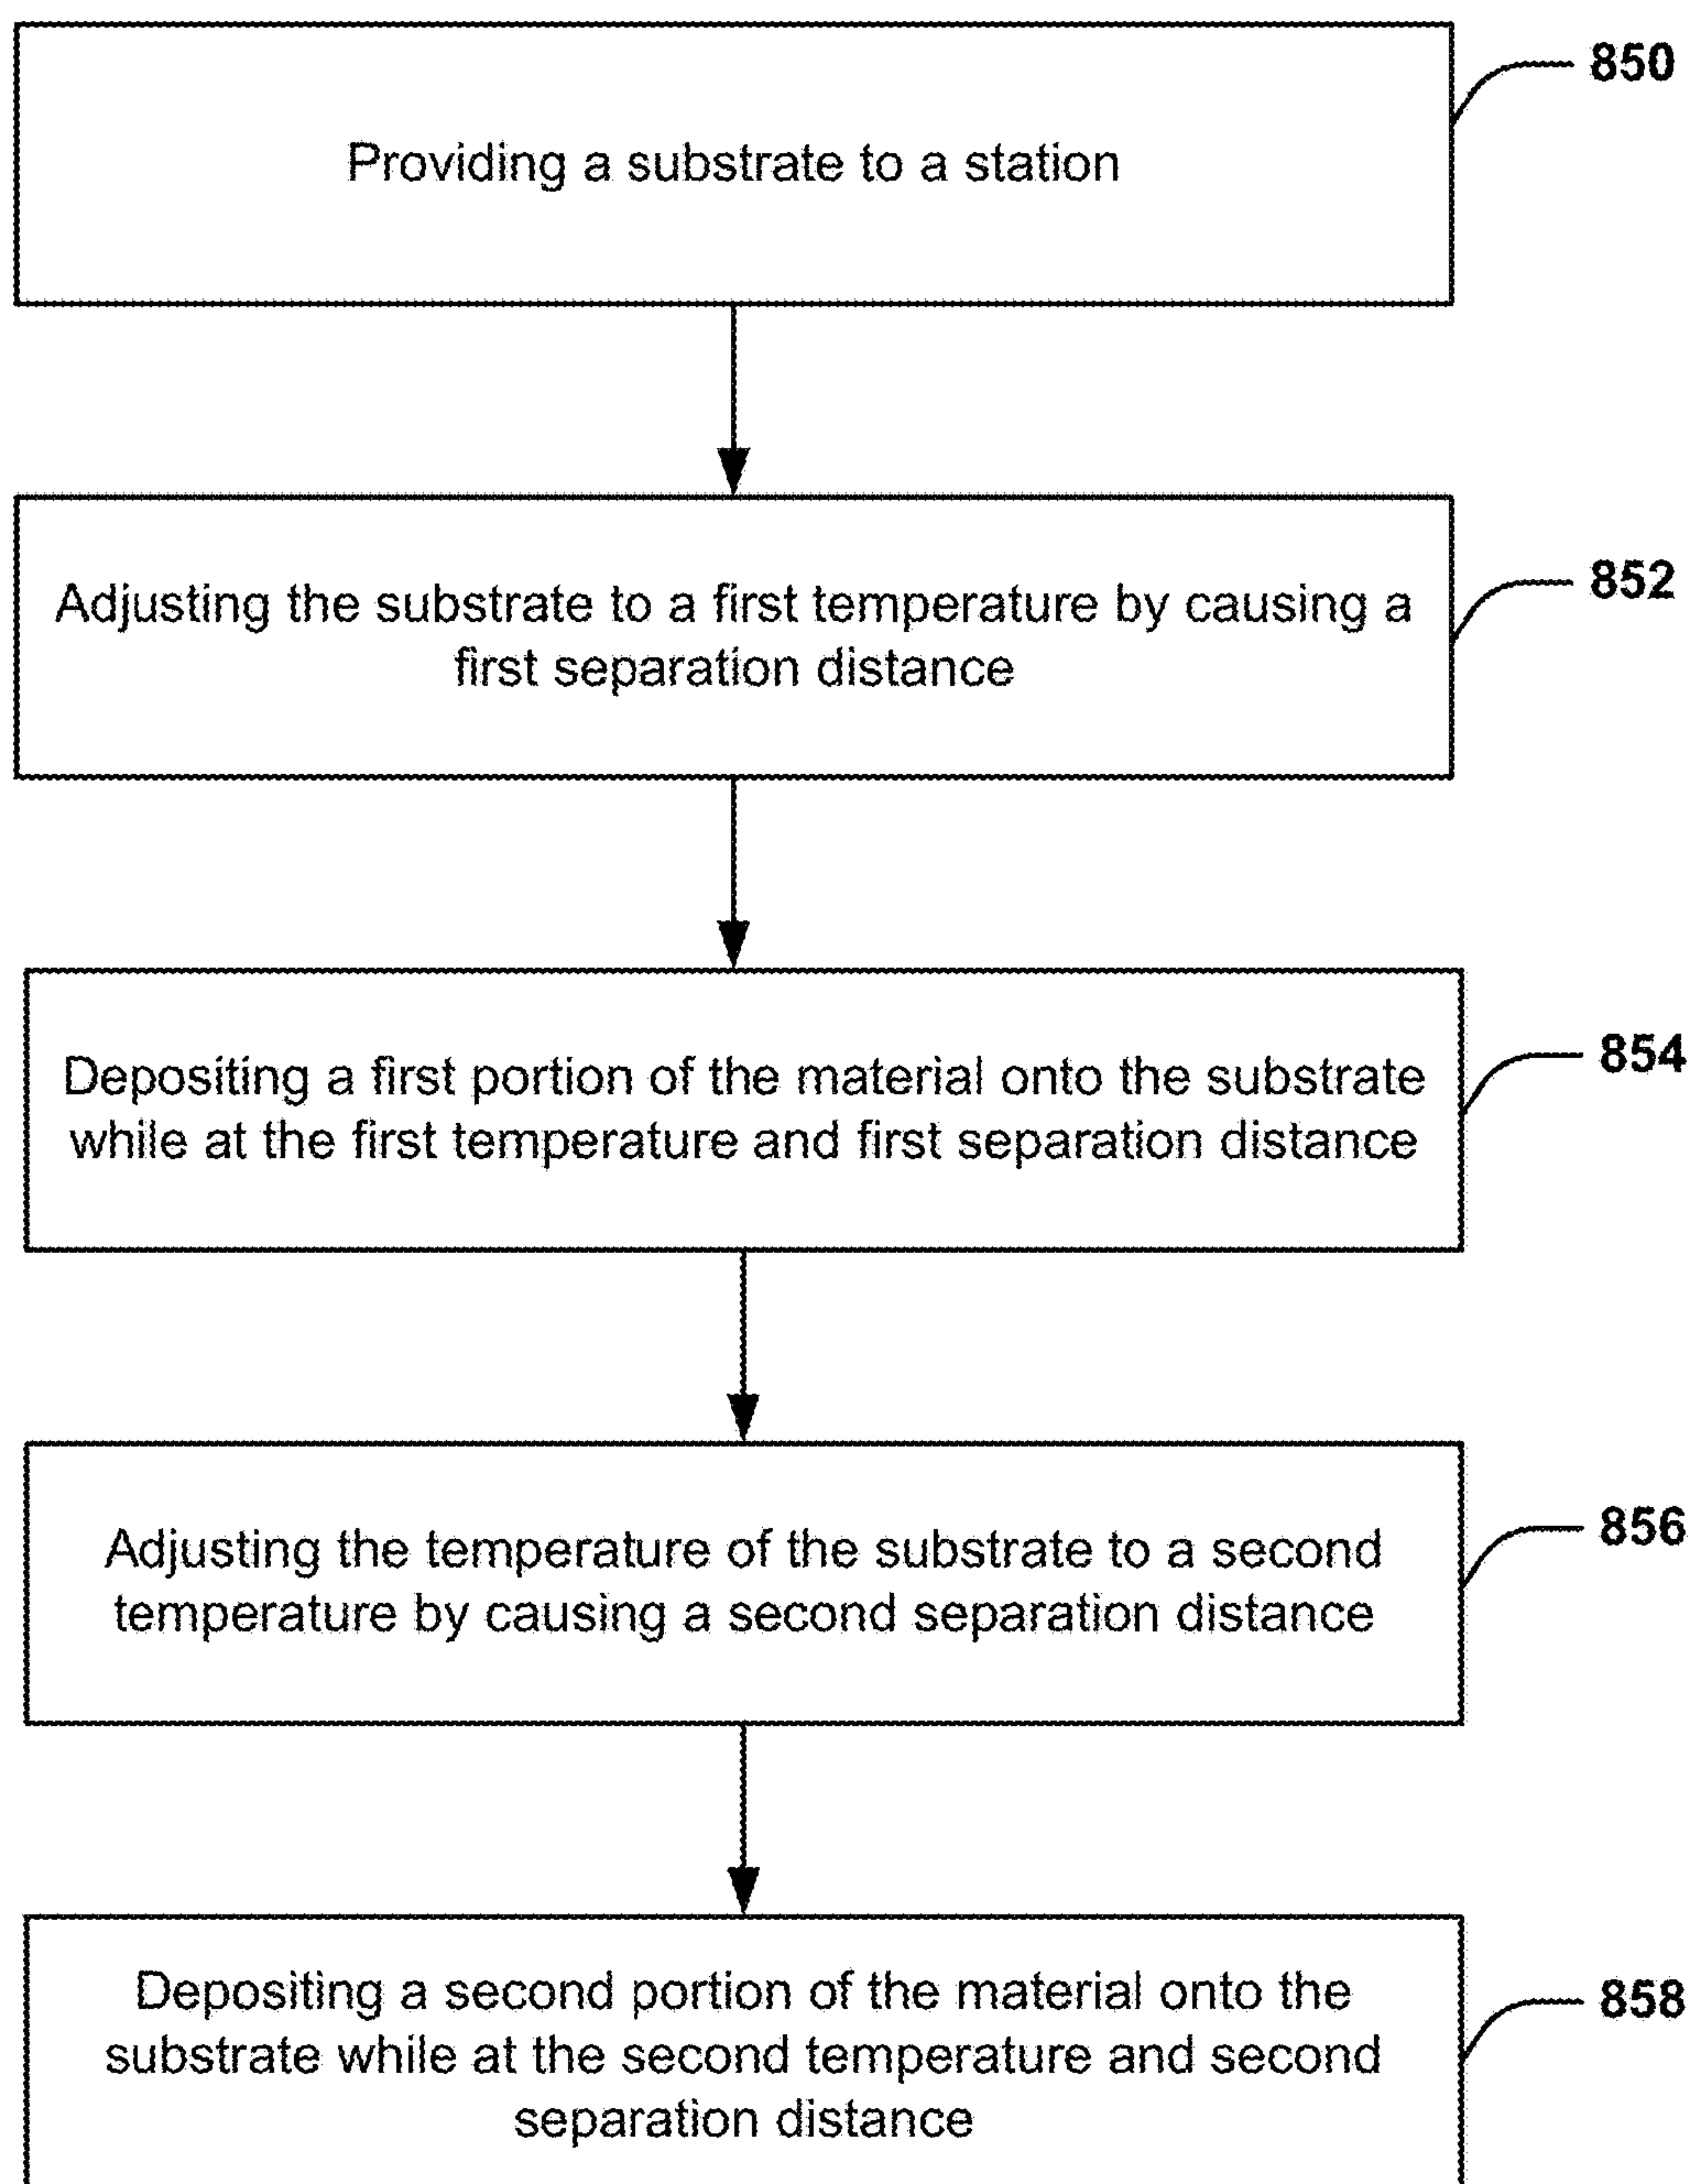 850
Providing a substrate to a station
852
Adjusting the substrate to a first temperature by causing a
first separation distance
854
Depositing a first portion of the material onto the substrate
while at the first temperature and first separation distance
856
Adjusting the temperature of the substrate to a second
temperature by causing a second separation distance
858
Depositing a second portion of the material onto the
substrate while at the second temperature and second
separation distance